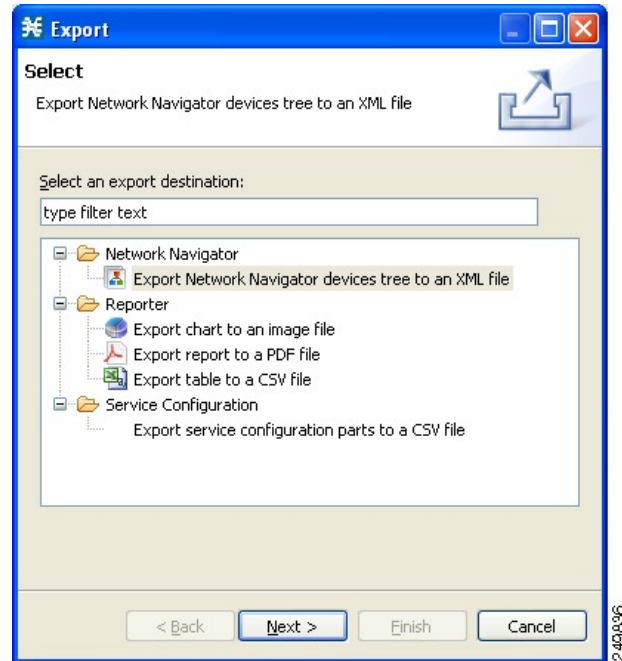 Export
Select
Export Network Navigator devices tree to an XML file
Select an export destination:
type filter text
Network Navigator
Export Network Navigator devices tree to an XML file
Reporter
Export chart to an image file
Export report to a PDF file
Export table to a CSV file
Service Configuration
Export service configuration parts to a CSV file
< Back
Next >
Finish
Cancel
249836